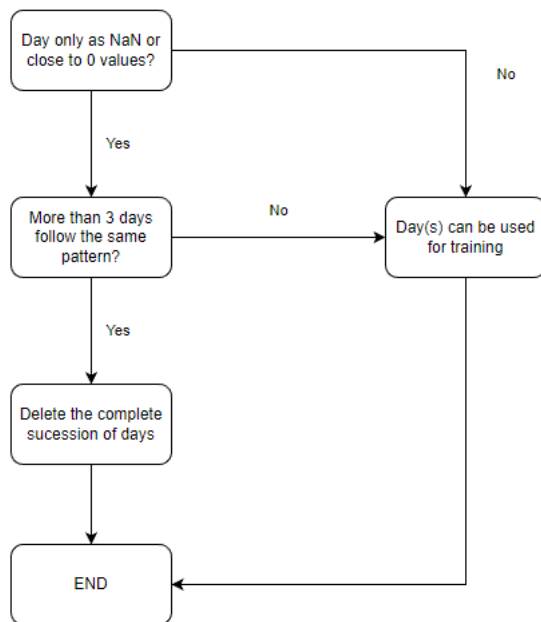 Day only as NaN or
close to 0 values?
No
Yes
More than 3 days
follow the same
pattern?
No
Day(s) can be used
for training
Yes
Delete the complete
sucession of days
END